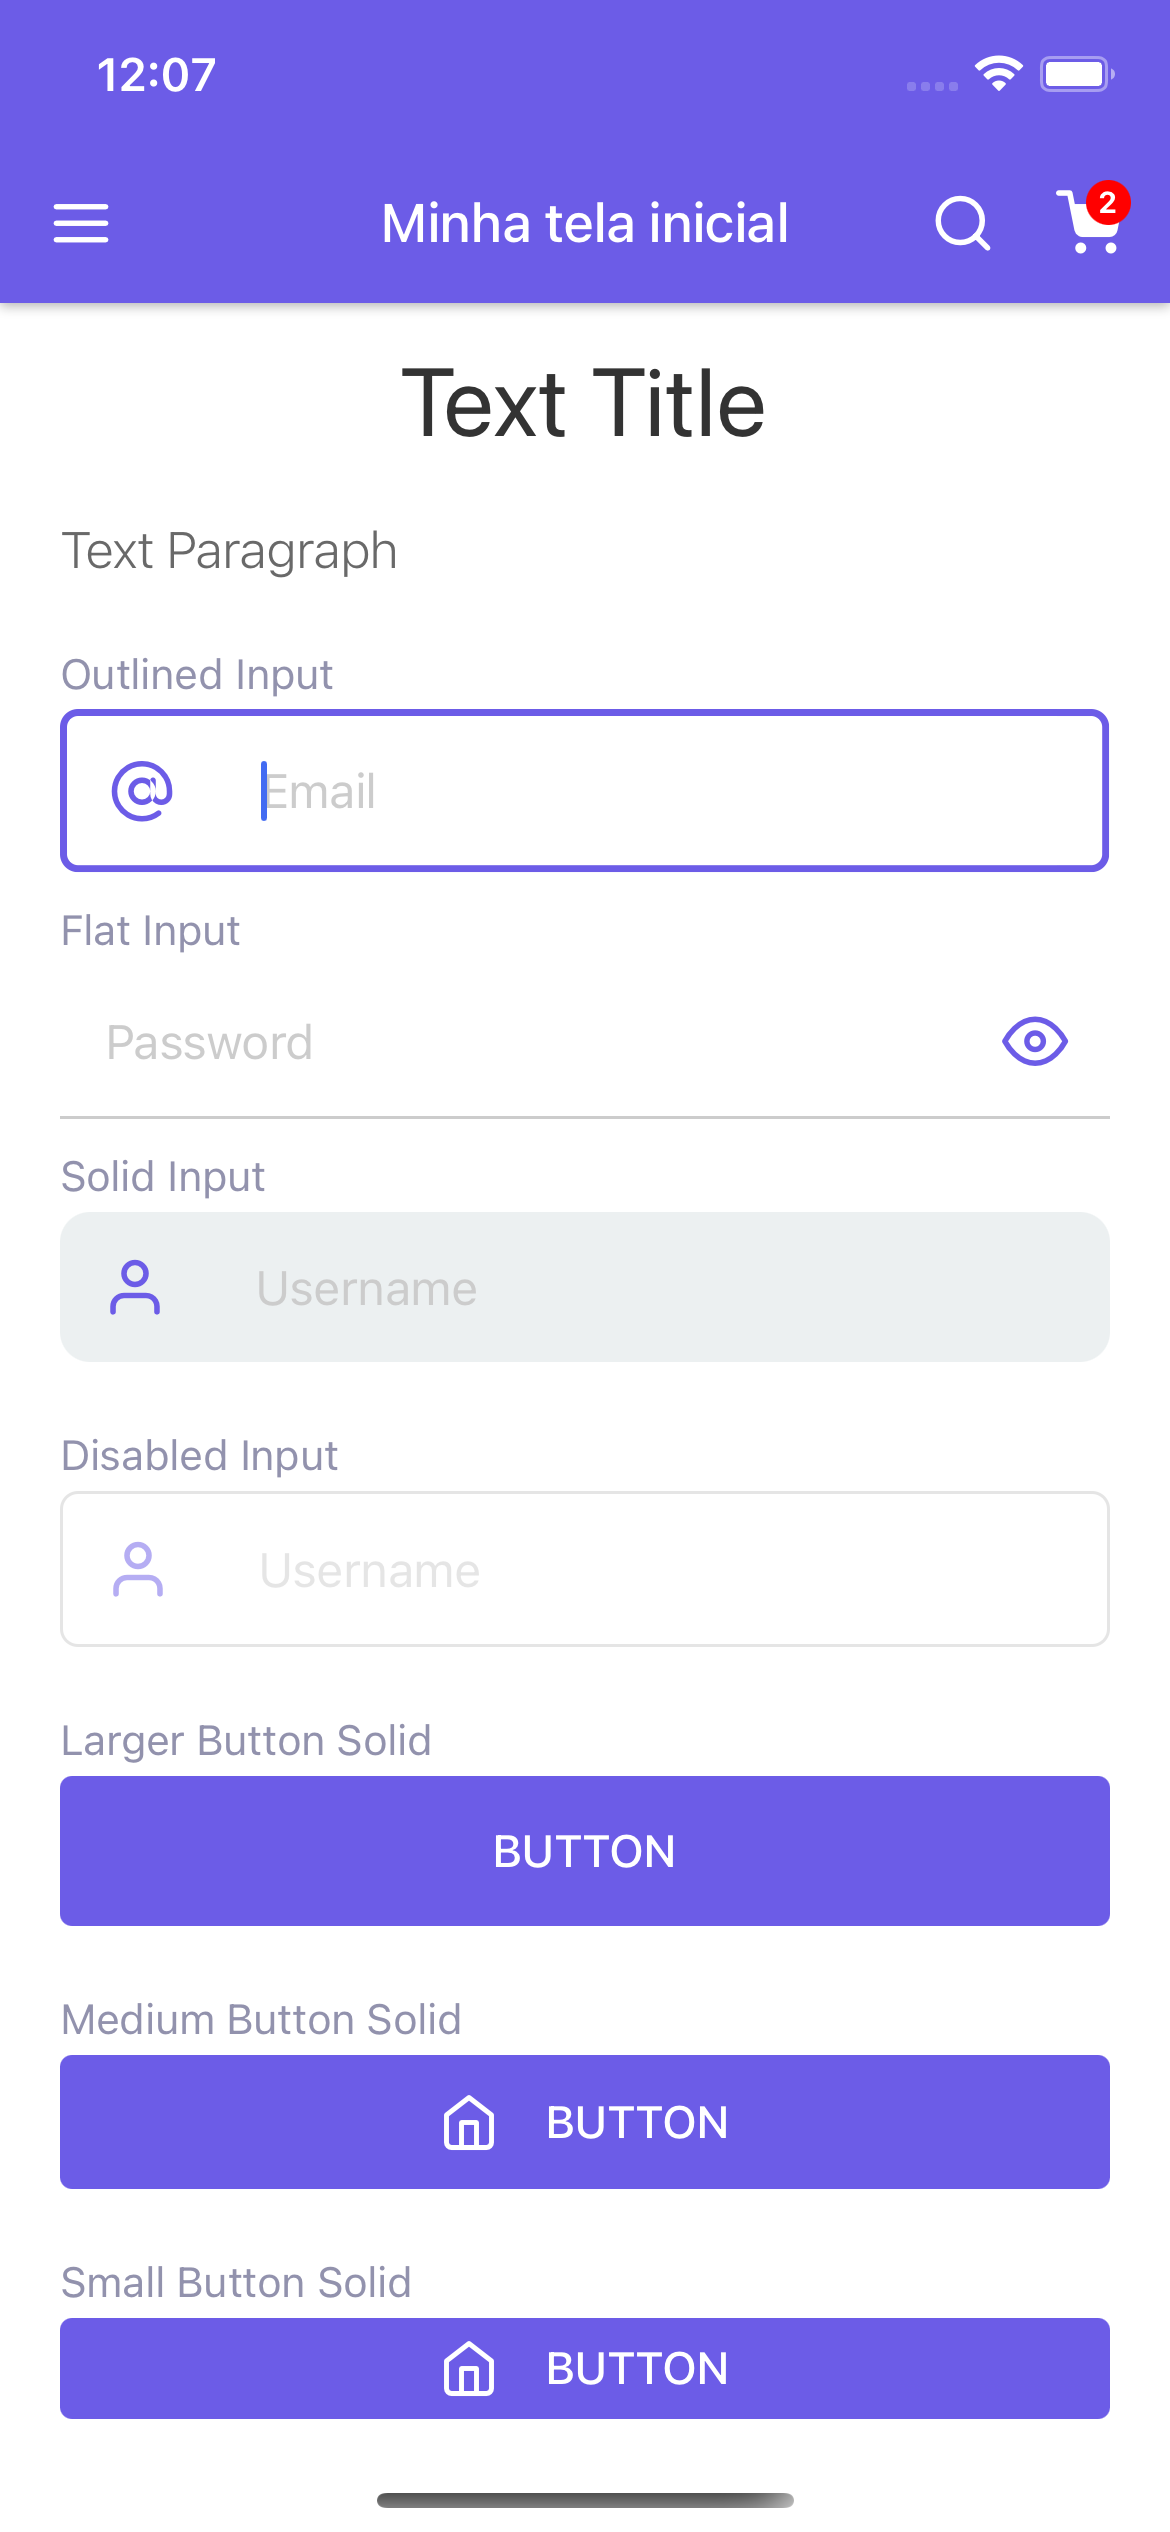 12:07
Minha tela inicial
2
Text Title
Text Paragraph
Outlined Input
Email
Flat Input
Password
Solid Input
Username
Disabled Input
Username
Larger Button Solid
BUTTON
Medium Button Solid
BUTTON
Small Button Solid
BUTTON